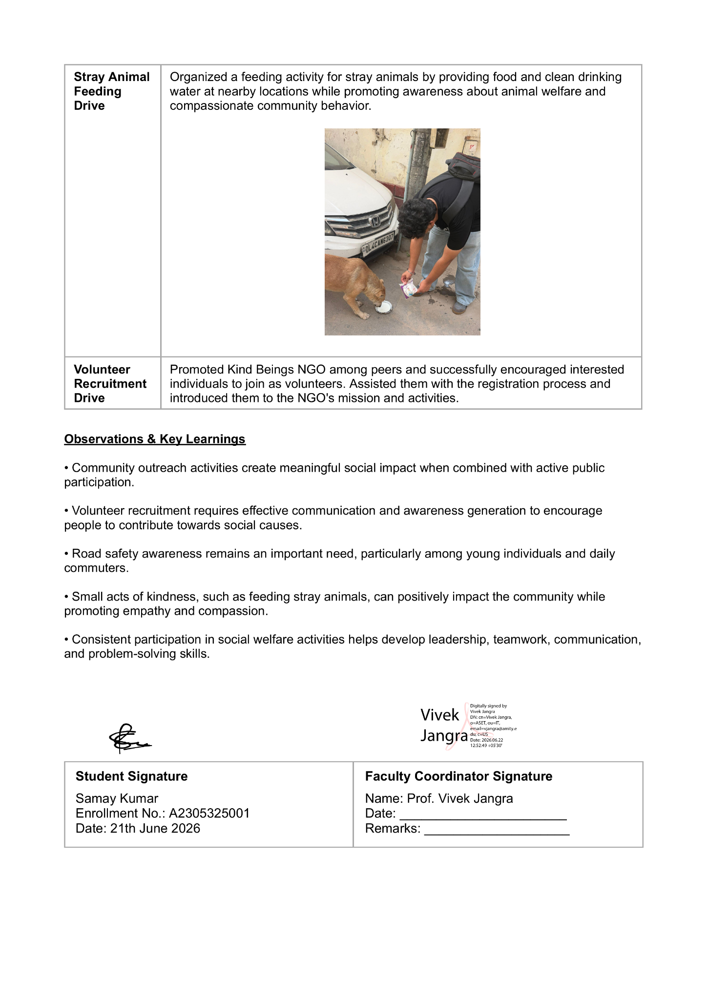 Stray Animal
Feeding
Drive
Organized a feeding activity for stray animals by providing food and clean drinking
water at nearby locations while promoting awareness about animal welfare and
compassionate community behavior.
DL4CAN6307
Volunteer
Recruitment
Drive
Promoted Kind Beings NGO among peers and successfully encouraged interested
individuals to join as volunteers. Assisted them with the registration process and
introduced them to the NGO's mission and activities.
Observations & Key Learnings
• Community outreach activities create meaningful social impact when combined with active public
participation.
• Volunteer recruitment requires effective communication and awareness generation to encourage
people to contribute towards social causes.
• Road safety awareness remains an important need, particularly among young individuals and daily
commuters.
• Small acts of kindness, such as feeding stray animals, can positively impact the community while
promoting empathy and compassion.
• Consistent participation in social welfare activities helps develop leadership, teamwork, communication,
and problem-solving skills.
Vivek
Jangra
Digitally signed by
Vivek Jangra
DN: cn=Vivek Jangra,
o=ASET, ou=IT,
email=vjangra@amity.e
du, c=US
Date: 2026.06.22
12:52:49 +05'30'
Student Signature
Samay Kumar
Enrollment No.: A2305325001
Date: 21th June 2026
Faculty Coordinator Signature
Name: Prof. Vivek Jangra
Date: _______________________
Remarks: ____________________